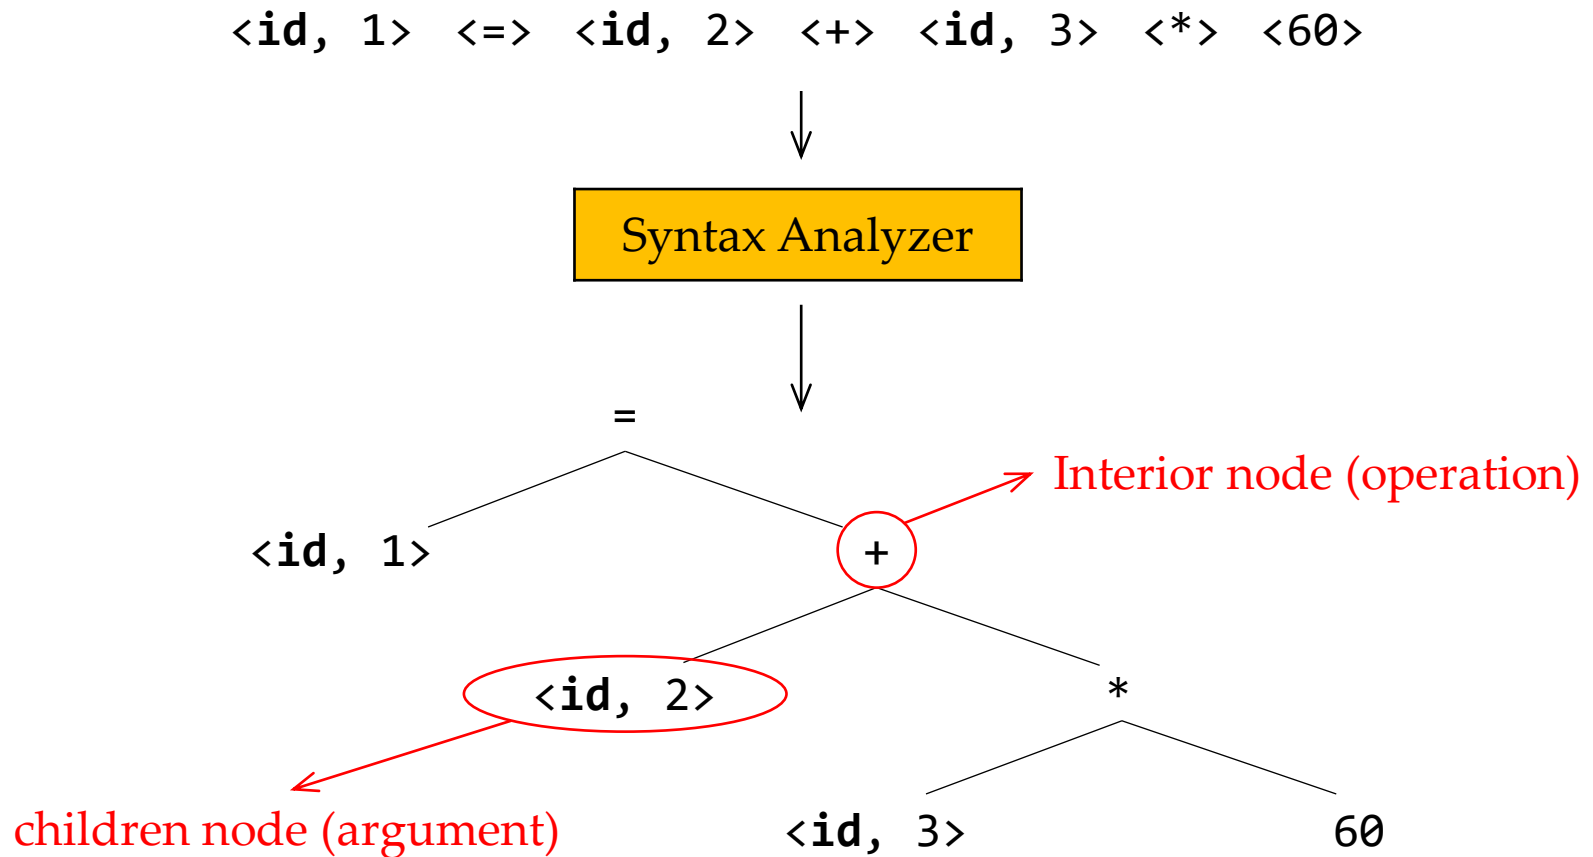 <id, 1> <=> <id, 2> <+> <id, 3> <*> <60>
Syntax Analyzer
=
Interior node (operation)
<id, 1>
+
<id, 2>
*
children node (argument)
<id, 3>
60